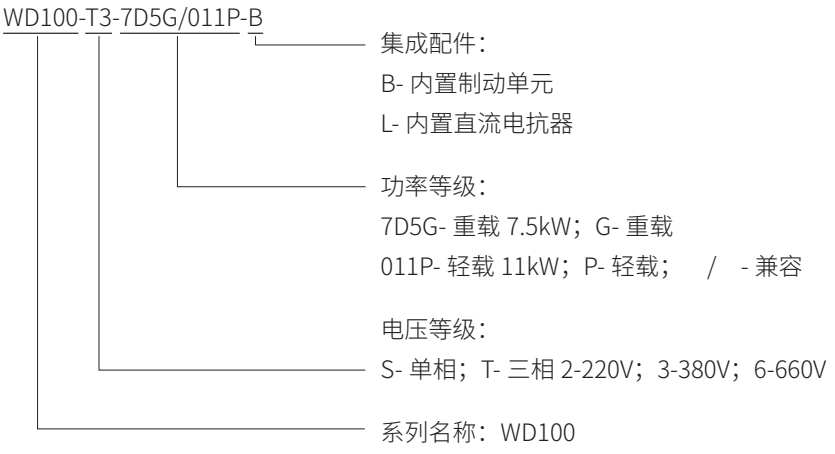 WD100-T3-7D5G/011P-B
集成配件：
B- 内置制动单元
L- 内置直流电抗器
功率等级：
7D5G- 重载 7.5kW；G- 重载
011P- 轻载 11kW；P- 轻载； / - 兼容
电压等级：
S- 单相；T- 三相 2-220V；3-380V；6-660V
系列名称：WD100